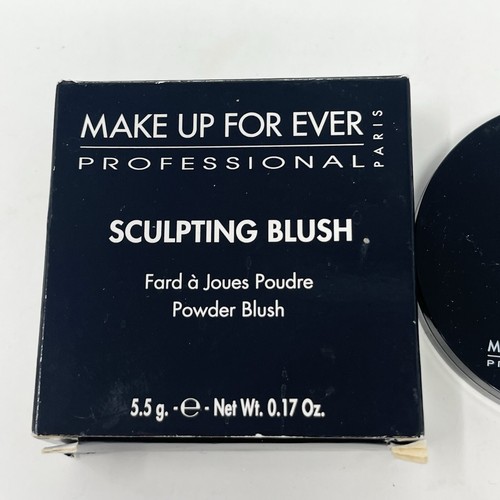 MAKE UP FOR EVER
PROFESSIONAL
PARIS
SCULPTING BLUSH
Fard à Joues Poudre
Powder Blush
5.5 g. - ℮ - Net Wt. 0.17 Oz.